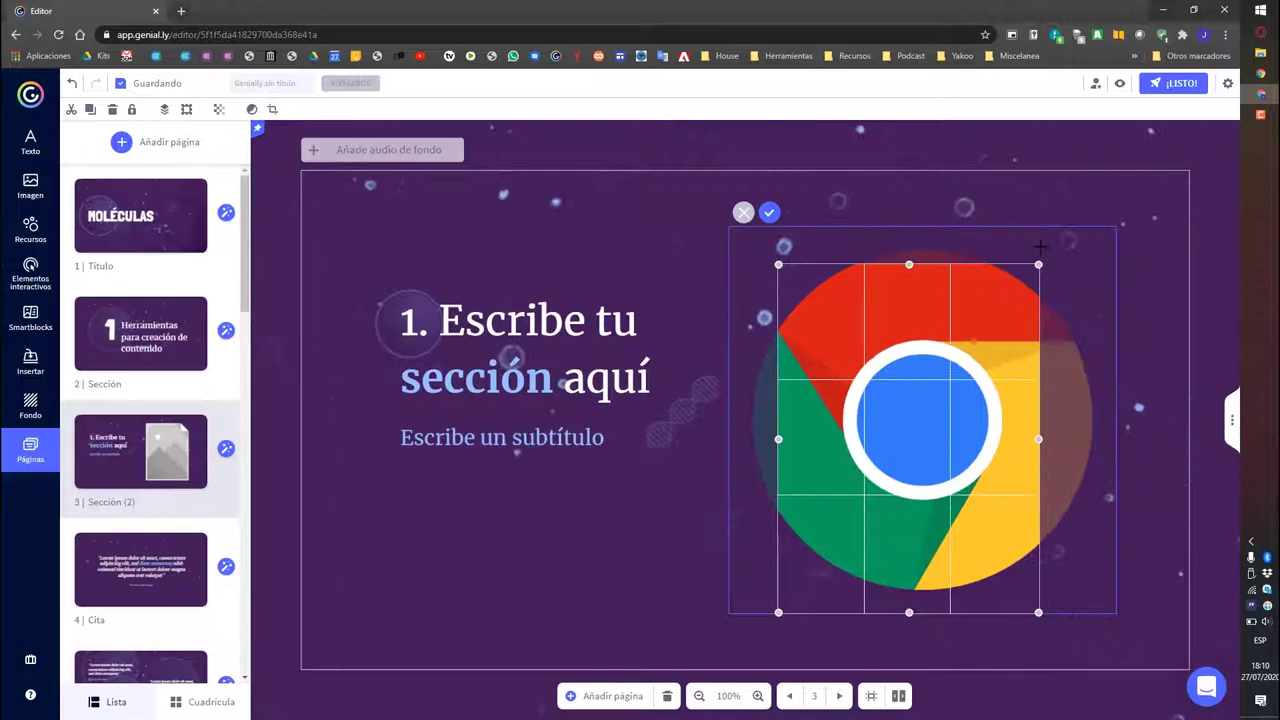 Editor
app.genial.ly/editor/5f1f5da41829700da368e41a
Aplicaciones
Kits
House
Herramientas
Recursos
Podcast
Yakoo
Miscelanea
Otros marcadores
Guardando
Genially sin título.
¡LISTO!
Texto
Imagen
Recursos
Elementos
interactivos
Smartblocks
Insertar
Fondo
Páginas
Añadir página
MOLÉCULAS
1 | Título
1 Herramientas
para creación de
contenido
2 | Sección
1. Escribe tu
sección aquí
3 | Sección (2)
4 | Cita
Lista
Cuadrícula
Añade audio de fondo
1. Escribe tu
sección aquí
Escribe un subtítulo
Añadir página
100%
3
ESP
18:10
27/07/2020